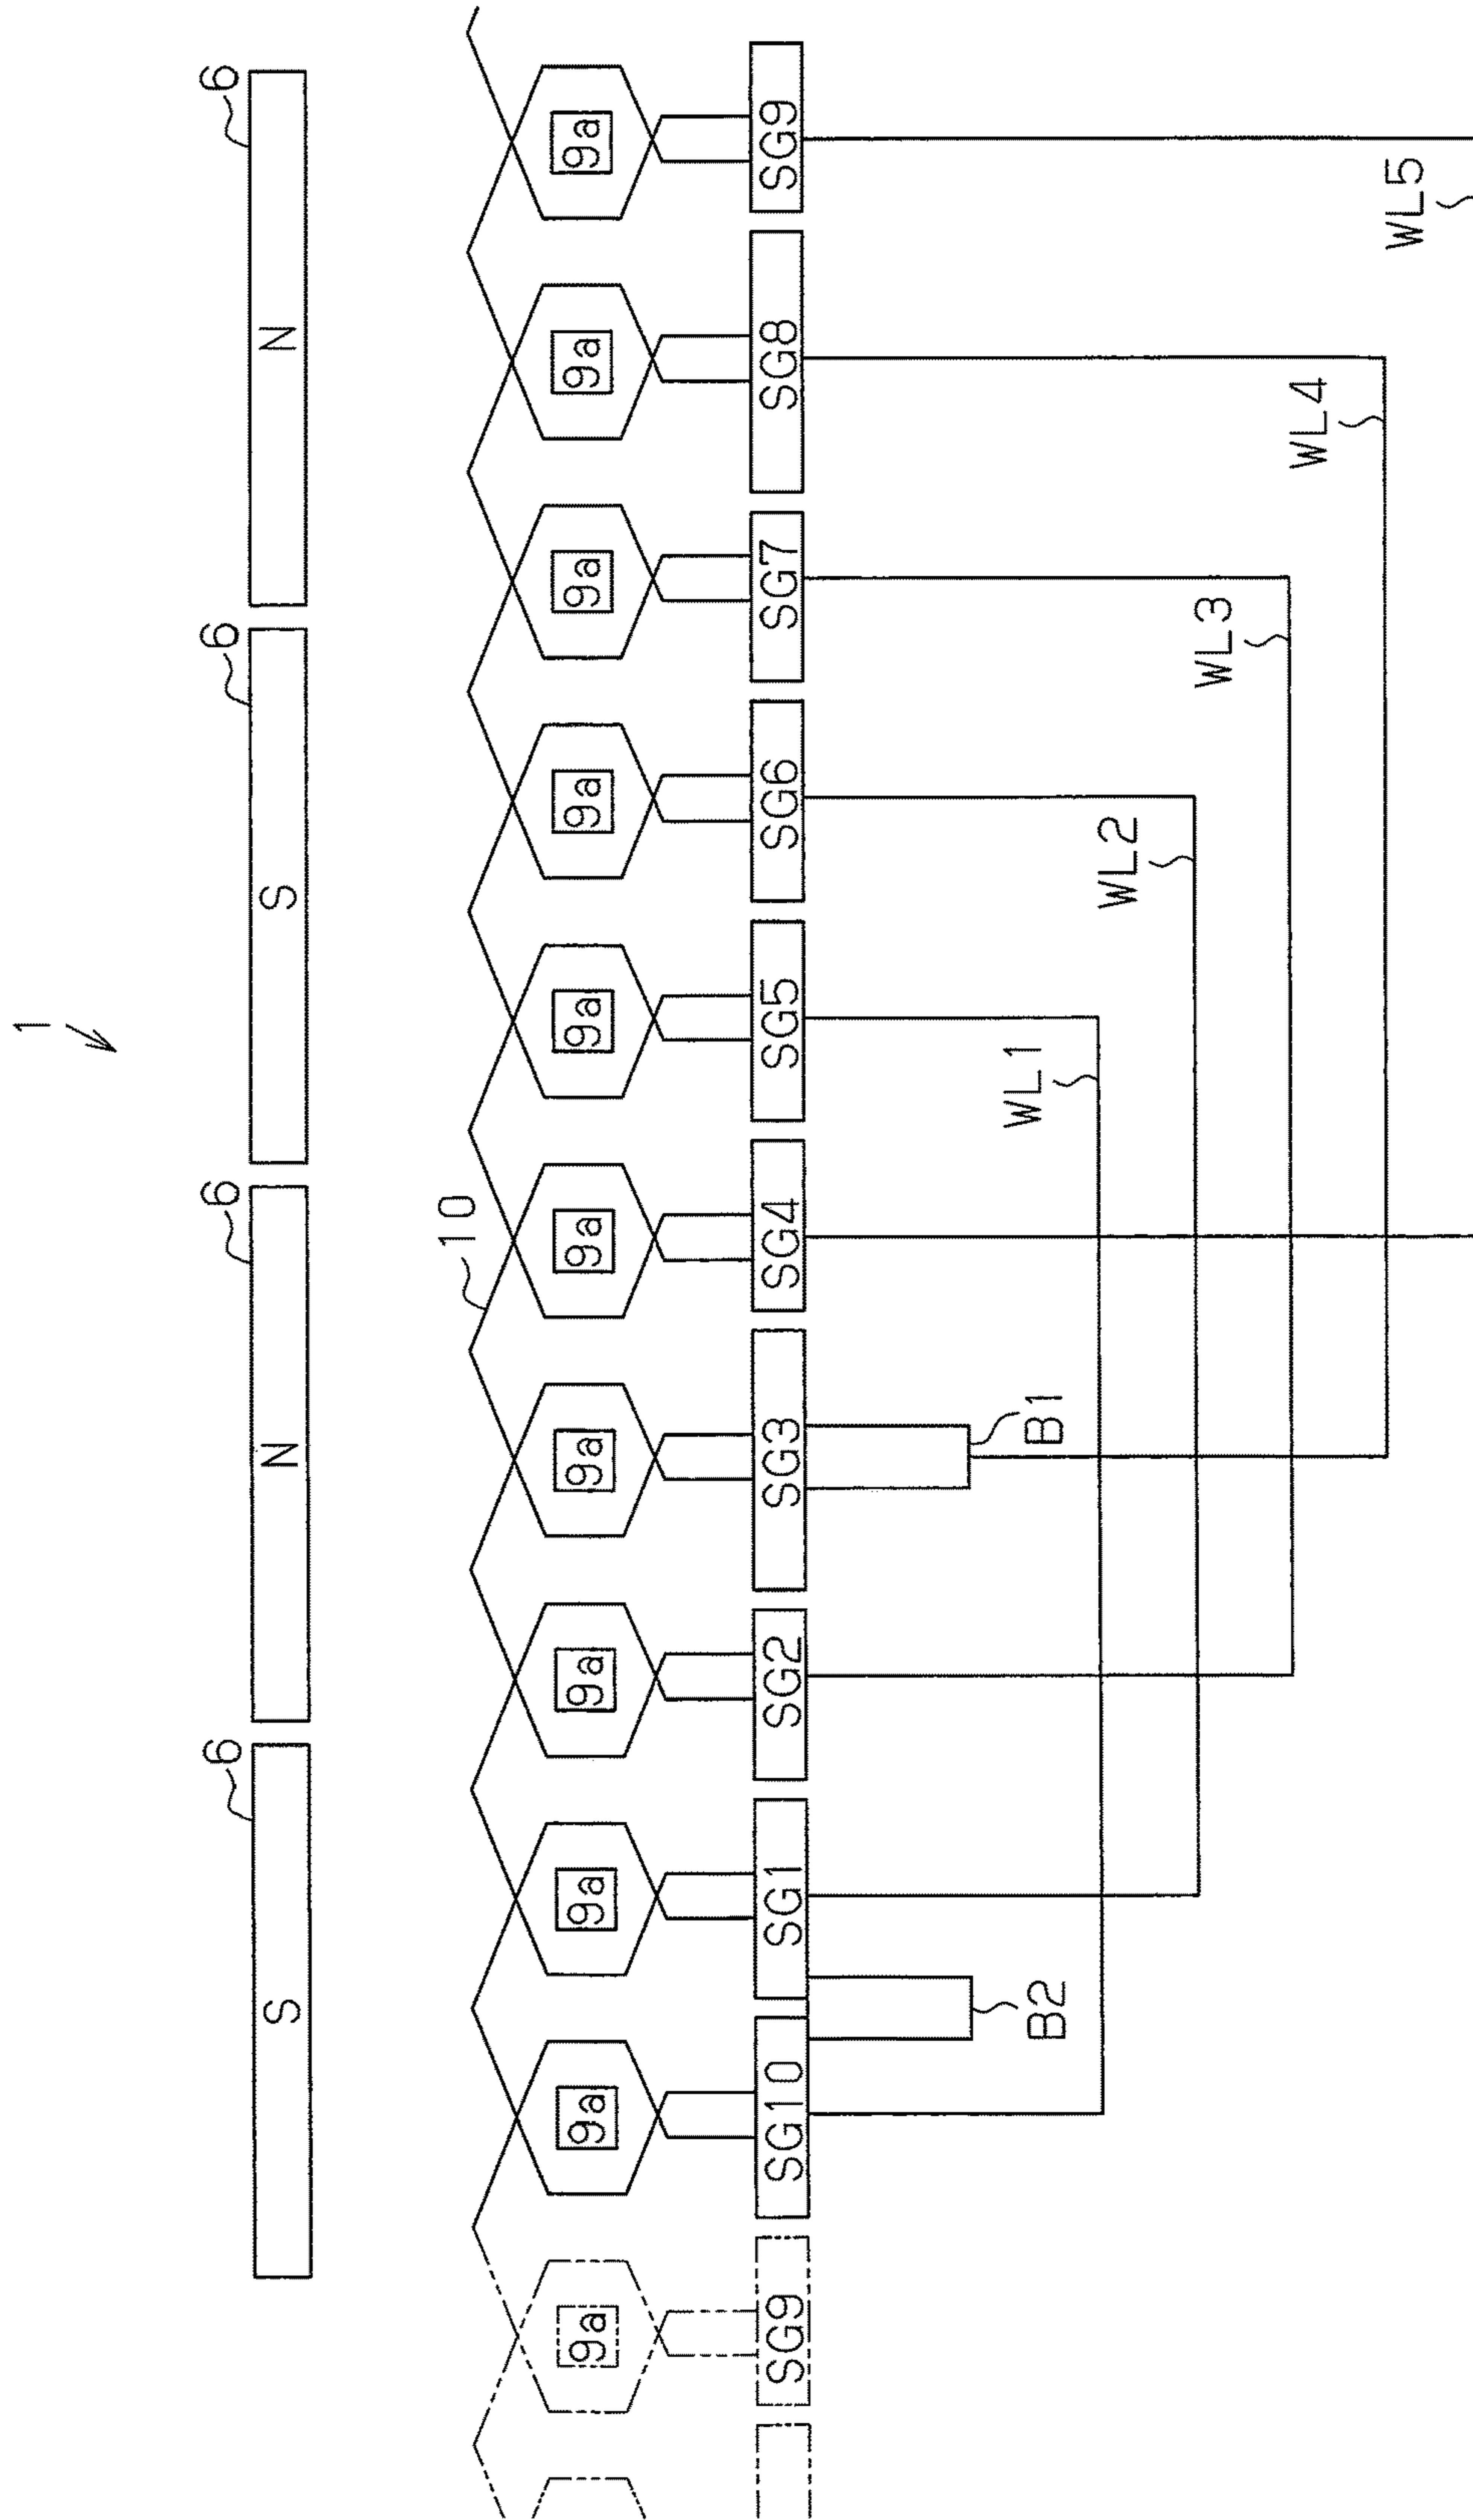 1
6 6 6 6
S N S N
10
9a 9a 9a 9a 9a 9a 9a 9a 9a 9a 9a
SG9 SG10 SG1 SG2 SG3 SG4 SG5 SG6 SG7 SG8 SG9
B2 B1 WL1
WL2
WL3
WL4
WL5